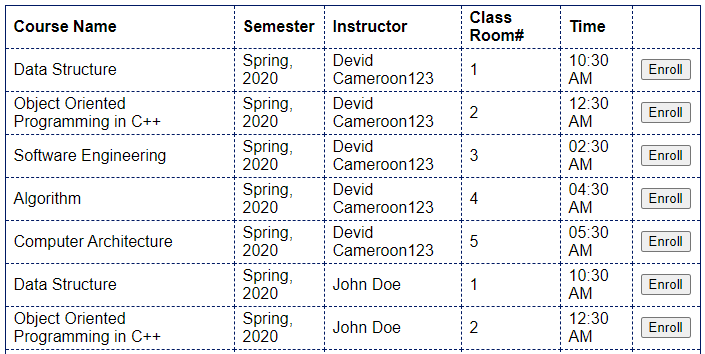 Course Name Semester Instructor Class Room# Time
Data Structure Spring, 2020 Devid Cameroon123 1 10:30 AM Enroll
Object Oriented Programming in C++ Spring, 2020 Devid Cameroon123 2 12:30 AM Enroll
Software Engineering Spring, 2020 Devid Cameroon123 3 02:30 AM Enroll
Algorithm Spring, 2020 Devid Cameroon123 4 04:30 AM Enroll
Computer Architecture Spring, 2020 Devid Cameroon123 5 05:30 AM Enroll
Data Structure Spring, 2020 John Doe 1 10:30 AM Enroll
Object Oriented Programming in C++ Spring, 2020 John Doe 2 12:30 AM Enroll